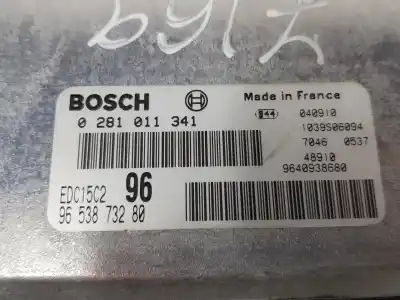 BOSCH
Made in France
0 281 011 341
040910
1039S06094
7046 0537
48910
9640938680
EDC15C2 96
96 538 732 80